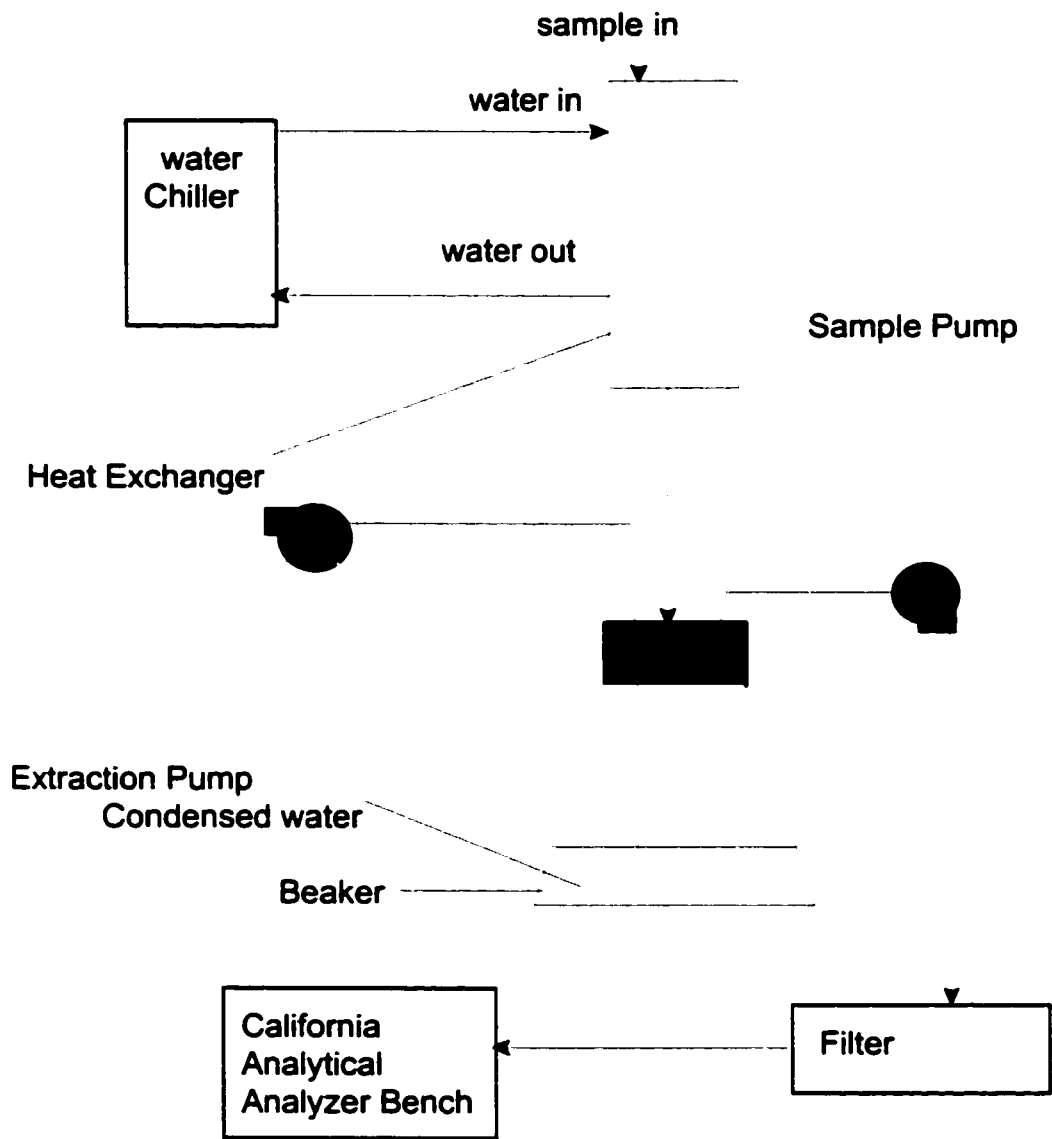 sample in
water in
water
Chiller
water out
Sample Pump
Heat Exchanger
Extraction Pump
Condensed water
Beaker
California
Analytical
Analyzer Bench
Filter